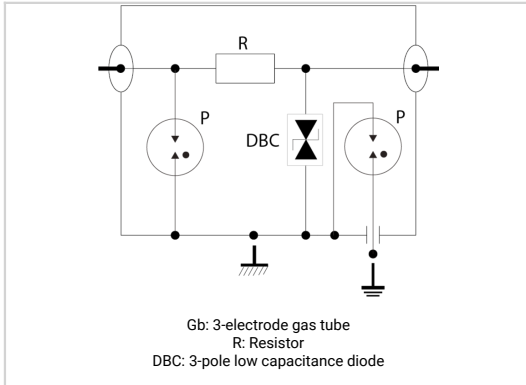 R
P
P
DBC
Gb: 3-electrode gas tube
R: Resistor
DBC: 3-pole low capacitance diode